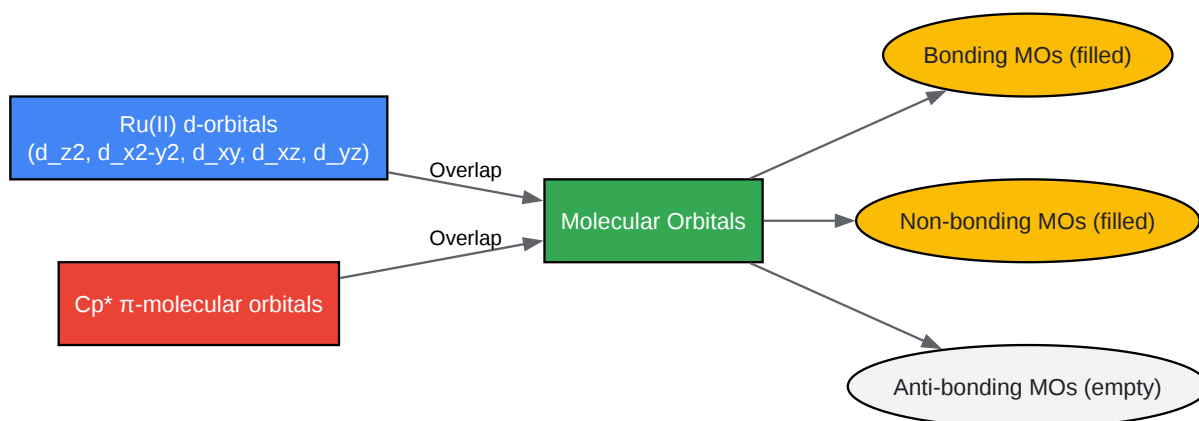 Ru(II) d-orbitals
(d_z2, d_x2-y2, d_xy, d_xz, d_yz)
Cp* π-molecular orbitals
Overlap
Overlap
Molecular Orbitals
Bonding MOs (filled)
Non-bonding MOs (filled)
Anti-bonding MOs (empty)